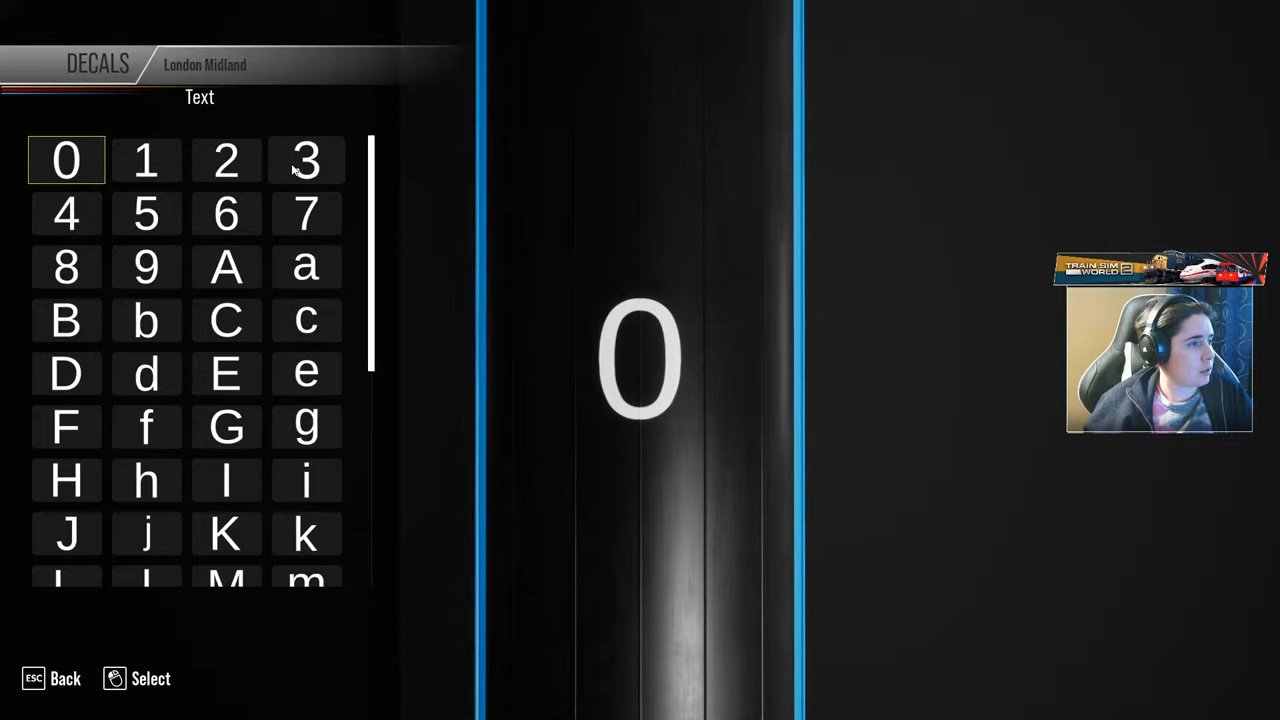 DECALS London Midland
Text
0 1 2 3
4 5 6 7
8 9 A a
B b C c
D d E e
F f G g
H h I i
J j K k
L l M m
0
TRAIN SIM
WORLD 2
ESC Back Select